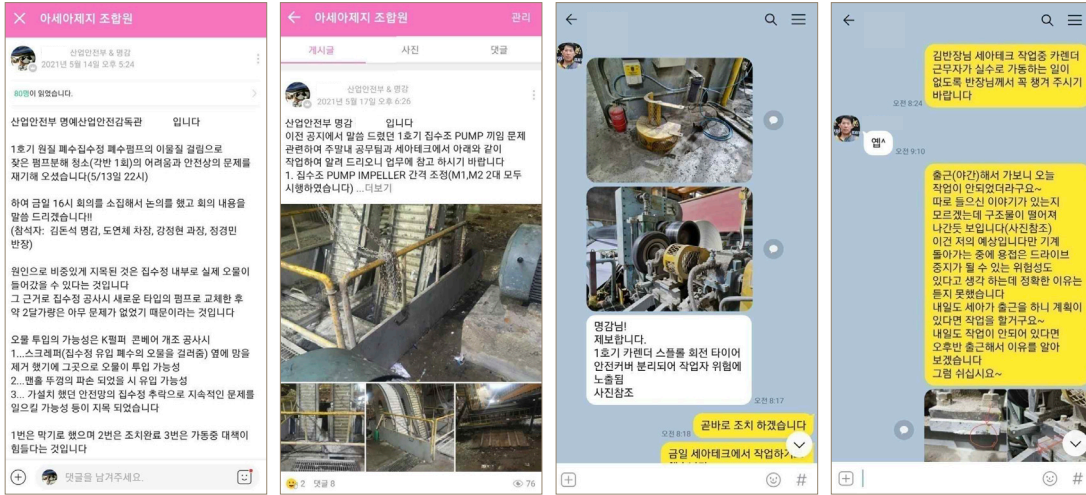 아세아제지 조합원
산업안전부 & 명감
2021년 5월 14일 오후 5:24
80명이 읽었습니다.
산업안전부 명예산업안전감독관 입니다
1호기 원질 폐수집수정 폐수펌프의 이물질 걸림으로
잦은 펌프분해 청소(각반 1회)의 어려움과 안전상의 문제를
재기해 오셨습니다(5/13일 22시)
하여 금일 16시 회의를 소집해서 논의를 했고 회의 내용을
말씀 드리겠습니다!!
(참석자: 김돈석 명감, 도연체 차장, 강정현 과장, 정경민
반장)
원인으로 비중있게 지목된 것은 집수정 내부로 실제 오물이
들어갔을 수 있다는 것입니다
그 근거로 집수정 공사시 새로운 타입의 펌프로 교체한 후
약 2달가량은 아무 문제가 없었기 때문이라는 것입니다
오물 투입의 가능성은 K펄퍼 콘베어 개조 공사시
1...스크레퍼(집수정 유입 폐수의 오물을 걸러줌) 옆에 망을
제거 했기에 그곳으로 오물이 투입 가능성
2...맨홀 뚜껑의 파손 되었을 시 유입 가능성
3... 가설치 했던 안전망의 집수정 추락으로 지속적인 문제를
일으킬 가능성 등이 지목 되었습니다
1번은 막기로 했으며 2번은 조치완료 3번은 가동중 대책이
힘들다는 것입니다
댓글을 남겨주세요.
아세아제지 조합원
관리
게시글
사진
댓글
산업안전부 & 명감
2021년 5월 17일 오후 6:26
산업안전부 명감 입니다
이전 공지에서 말씀 드렸던 1호기 집수조 PUMP 끼임 문제
관련하여 주말내 공무팀과 세아테크에서 아래와 같이
작업하여 알려 드리오니 업무에 참고 하시기 바랍니다
1. 집수조 PUMP IMPELLER 간격 조정(M1,M2 2대 모두
시행하였습니다) ...더보기
2 댓글 8
76
명감님!
제보합니다.
1호기 카렌더 스플롤 회전 타이어
안전커버 분리되어 작업자 위험에
노출됨
사진참조
오전 8:17
곧바로 조치 하겠습니다
오전 8:18
금일 세아테크에서 작업하기
#
김반장님 세아테크 작업중 카렌더
근무자가 실수로 가동하는 일이
없도록 반장님께서 꼭 챙겨 주시기
바랍니다
오전 8:24
옙^
오전 9:10
출근(야간)해서 가보니 오늘
작업이 안되었더라구요~
따로 들으신 이야기가 있는지
모르겠는데 구조물이 떨어져
나간듯 보입니다(사진참조)
이건 저의 예상입니다만 기계
돌아가는 중에 용접은 드라이브
중지가 될 수 있는 위험성도
있다고 생각 하는데 정확한 이유는
듣지 못했습니다
내일도 세아가 출근을 하니 계획이
있다면 작업을 할거구요~
내일도 작업이 안되어 있다면
오후반 출근해서 이유를 알아
보겠습니다
그럼 쉬십시요~
#